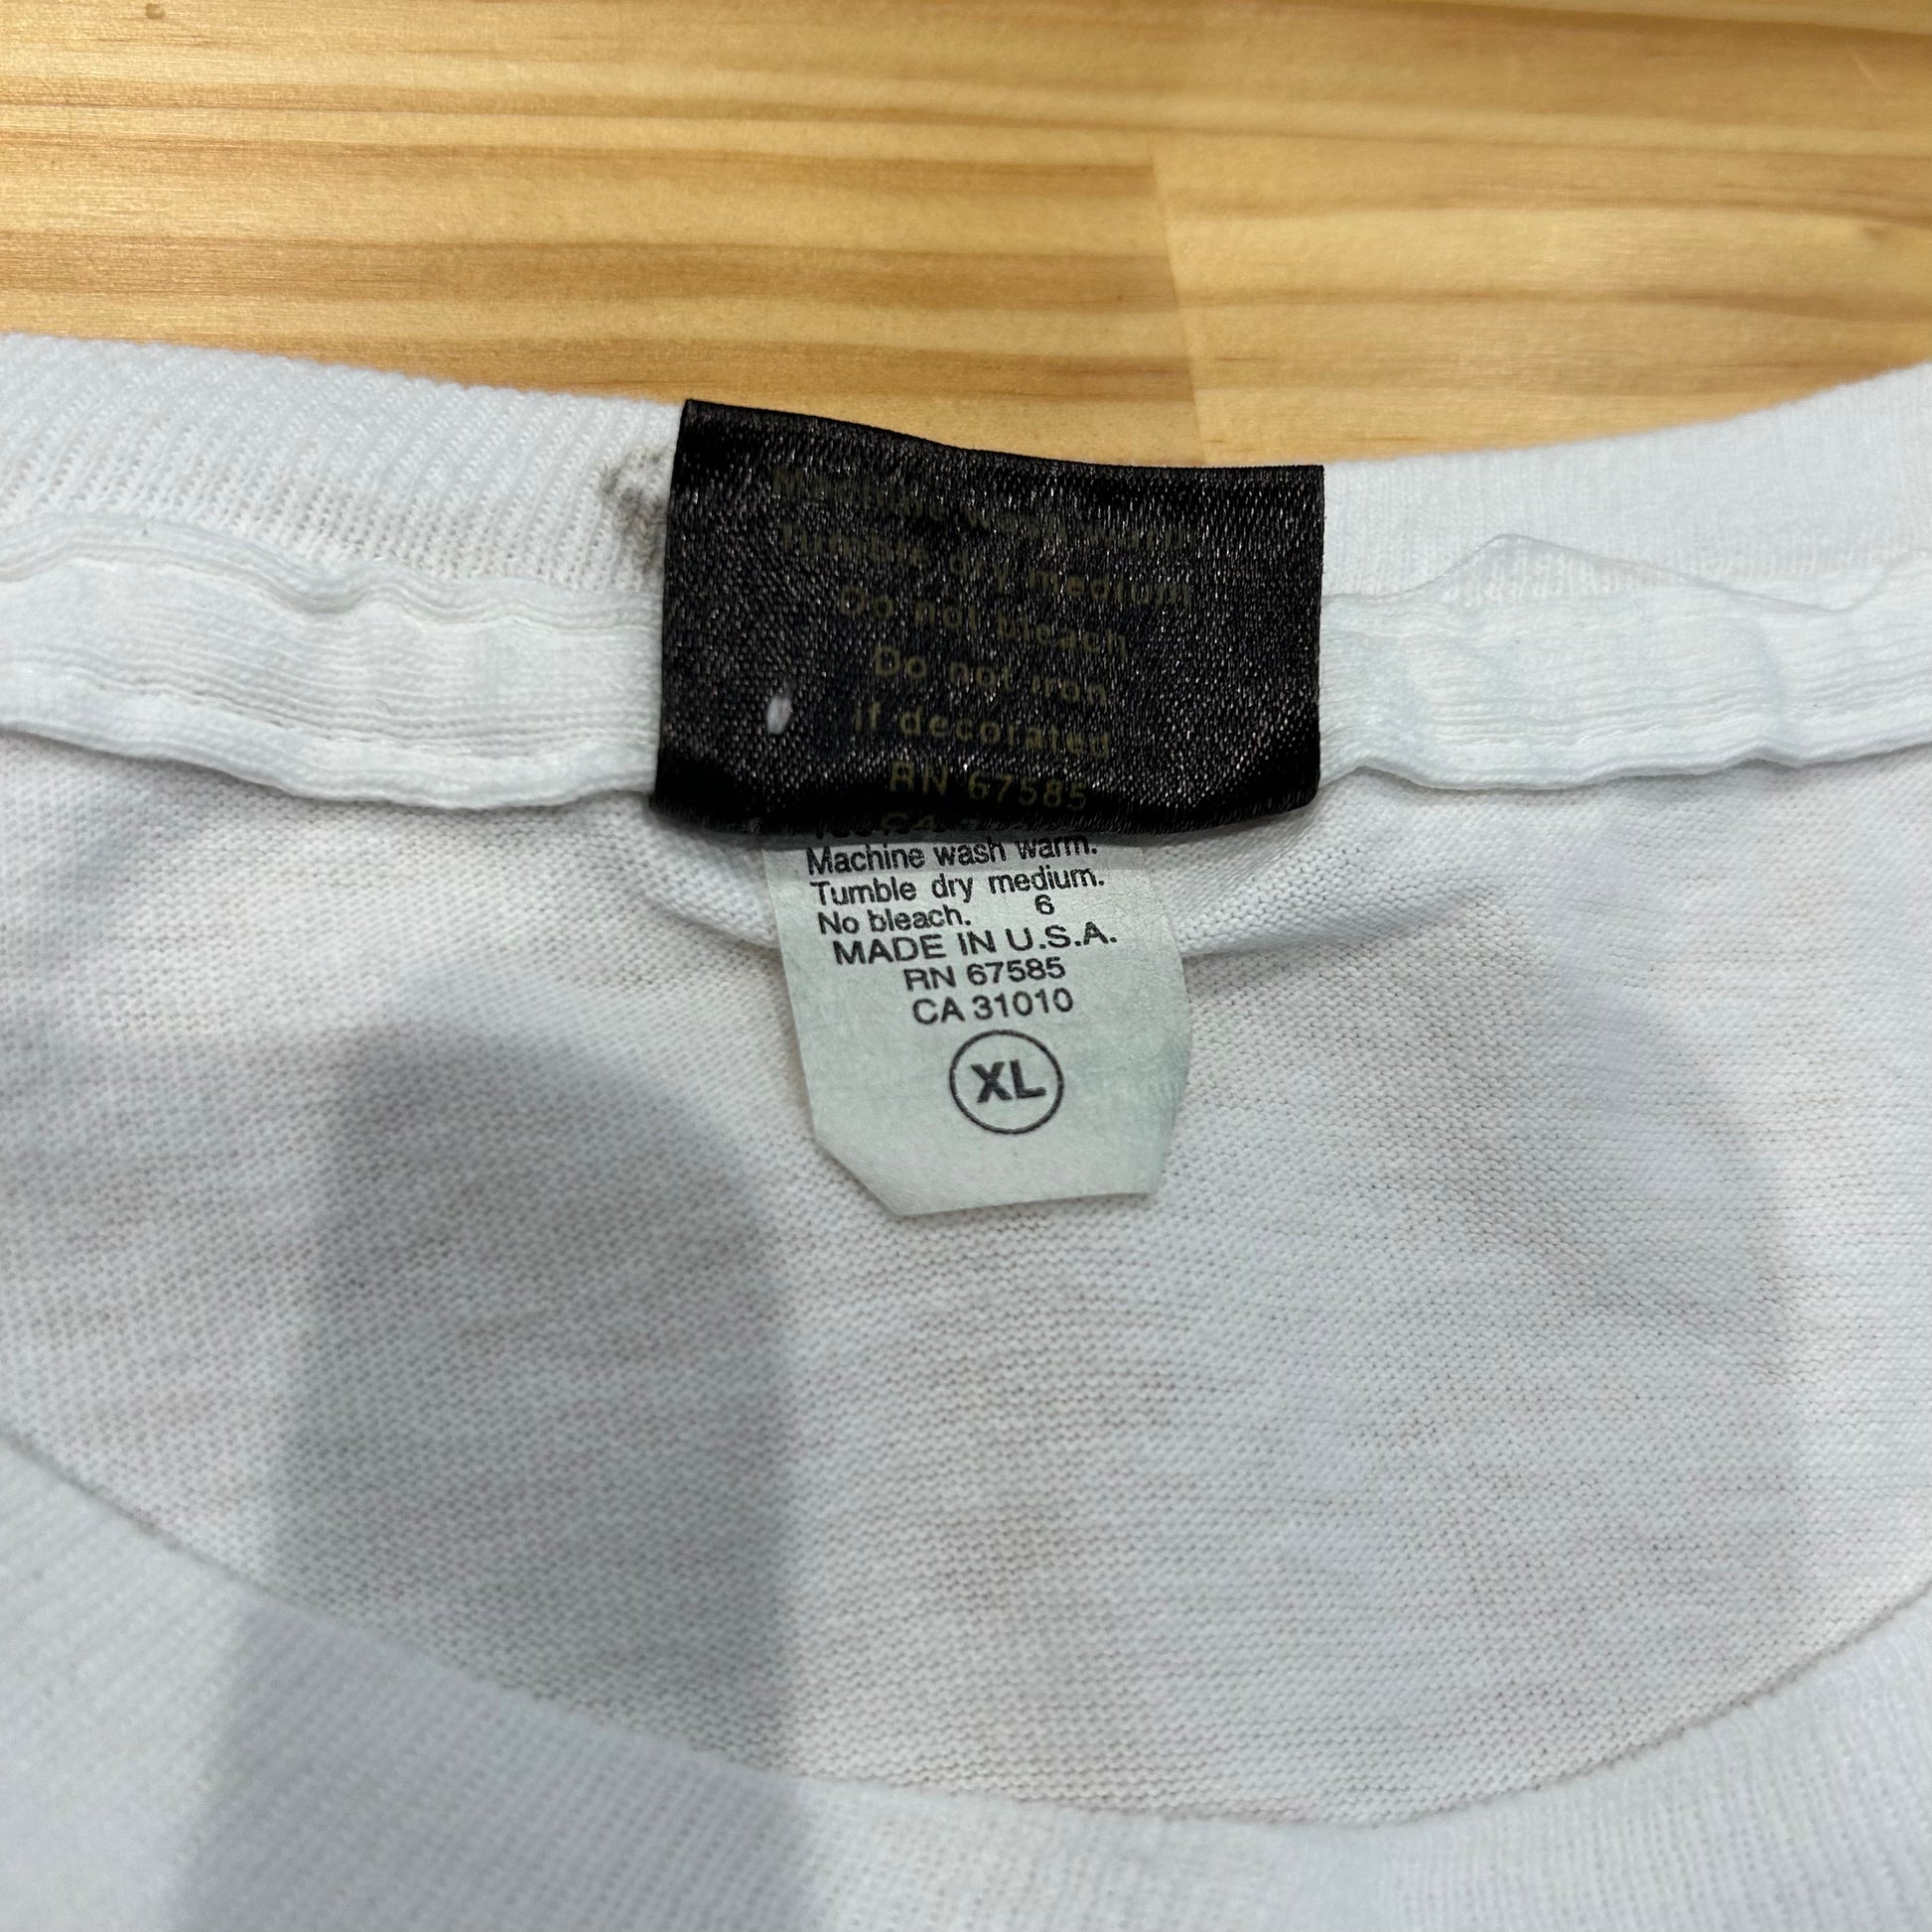 Machine wash warm
Tumble dry medium
Do not bleach
Do not iron
if decorated
RN 67585
CA
Machine wash warm.
Tumble dry medium.
No bleach. 6
MADE IN U.S.A.
RN 67585
CA 31010
XL